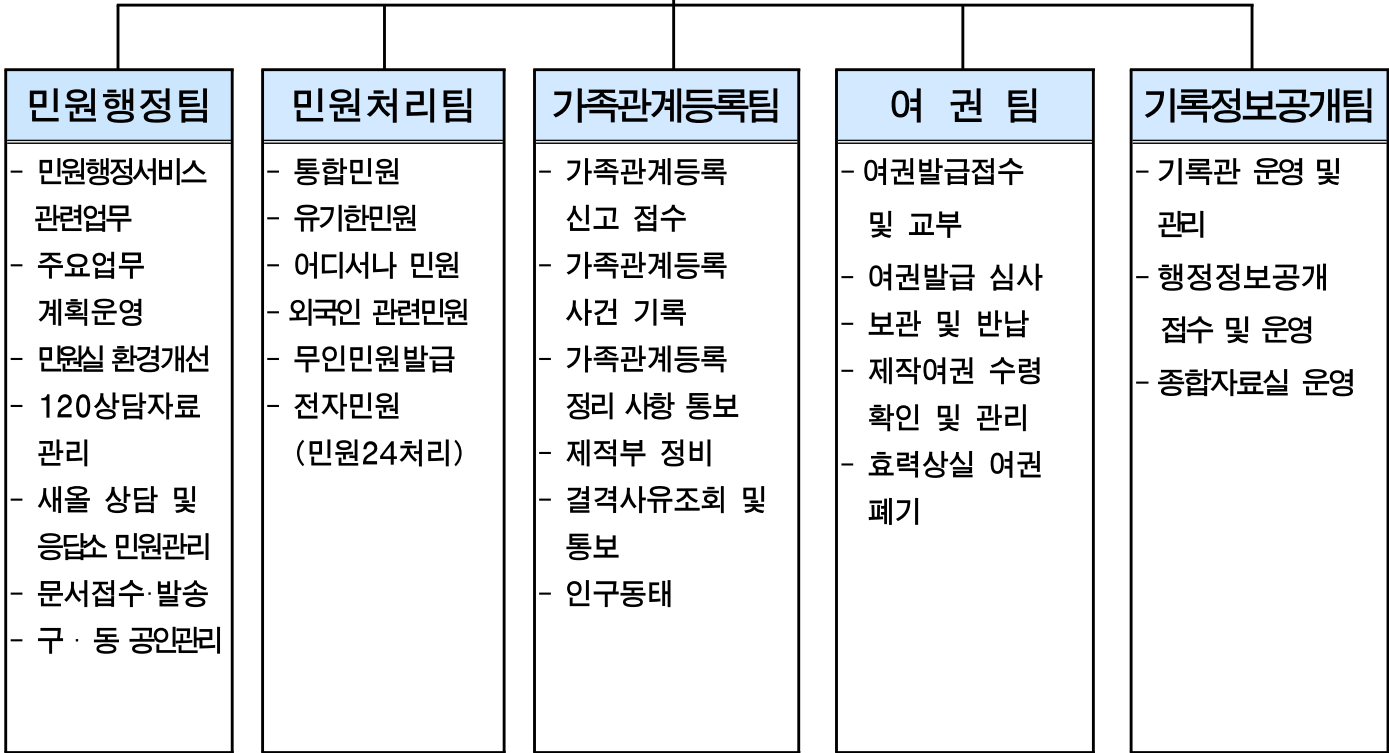 민원행정팀
- 민원행정서비스
관련업무
- 주요업무
계획운영
- 민원실 환경개선
- 120상담자료
관리
- 새올 상담 및
응답소 민원관리
- 문서접수·발송
- 구 · 동 공인관리
민원처리팀
- 통합민원
- 유기한민원
- 어디서나 민원
- 외국인 관련민원
- 무인민원발급
- 전자민원
(민원24처리)
가족관계등록팀
- 가족관계등록
신고 접수
- 가족관계등록
사건 기록
- 가족관계등록
정리 사항 통보
- 제적부 정비
- 결격사유조회 및
통보
- 인구동태
여 권 팀
- 여권발급접수
및 교부
- 여권발급 심사
- 보관 및 반납
- 제작여권 수령
확인 및 관리
- 효력상실 여권
폐기
기록정보공개팀
- 기록관 운영 및
관리
- 행정정보공개
접수 및 운영
- 종합자료실 운영